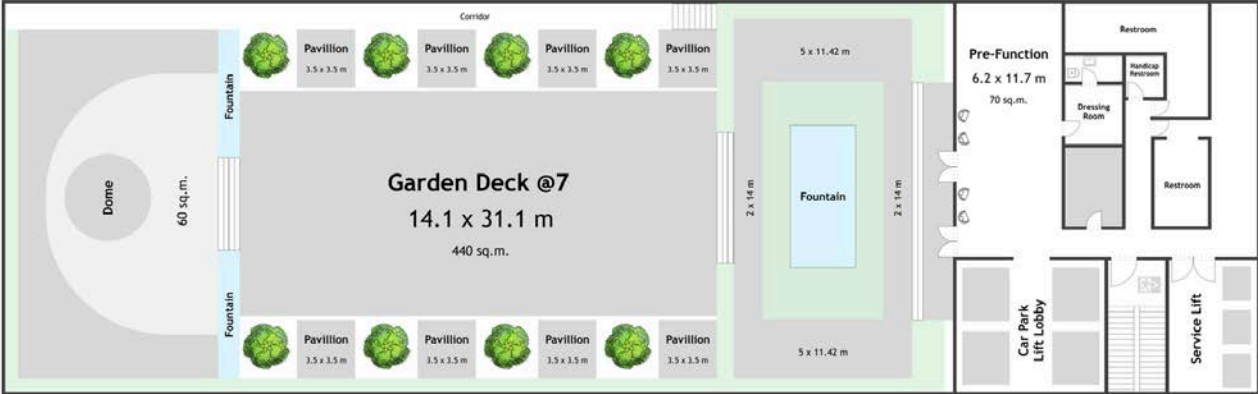 Corridor
Pavillion
3.5 x 3.5 m
Pavillion
3.5 x 3.5 m
Pavillion
3.5 x 3.5 m
Pavillion
3.5 x 3.5 m
5 x 11.42 m
Pre-Function
6.2 x 11.7 m
70 sq.m.
Restroom
Handicap
Restroom
Dressing
Room
Restroom
Fountain
Dome
60 sq.m.
Garden Deck @7
14.1 x 31.1 m
440 sq.m.
2 x 14 m
Fountain
2 x 14 m
Fountain
Pavillion
3.5 x 3.5 m
Pavillion
3.5 x 3.5 m
Pavillion
3.5 x 3.5 m
Pavillion
3.5 x 3.5 m
5 x 11.42 m
Car Park
Lift Lobby
Service Lift